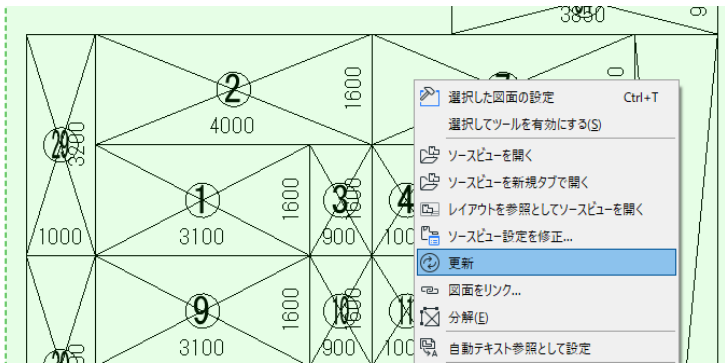 3850
9
2
1600
4000
29
3200
1
3
4
1600
1600
1000
3100
900
100
9
10
11
1600
1600
3100
900
100
選択した図面の設定 Ctrl+T
選択してツールを有効にする(S)
ソースビューを開く
ソースビューを新規タブで開く
レイアウトを参照としてソースビューを開く
ソースビュー設定を修正...
更新
図面をリンク...
分解(E)
自動テキスト参照として設定